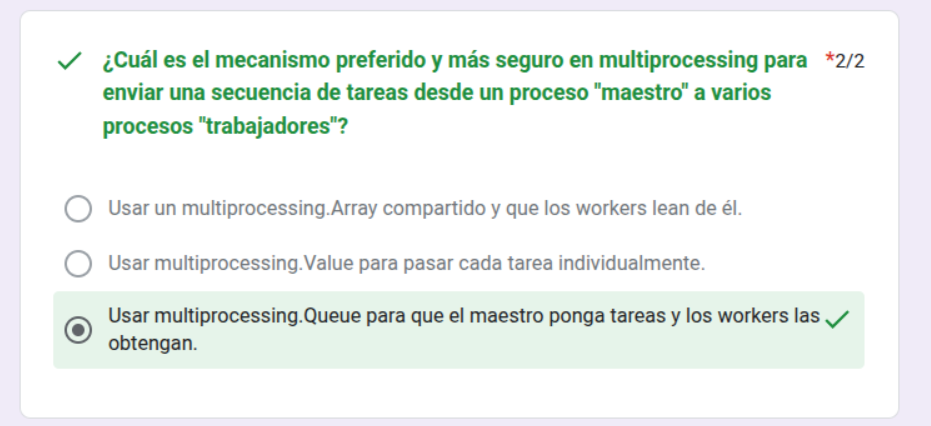 ¿Cuál es el mecanismo preferido y más seguro en multiprocessing para *2/2
enviar una secuencia de tareas desde un proceso "maestro" a varios
procesos "trabajadores"?
Usar un multiprocessing.Array compartido y que los workers lean de él.
Usar multiprocessing.Value para pasar cada tarea individualmente.
Usar multiprocessing.Queue para que el maestro ponga tareas y los workers las
obtengan.